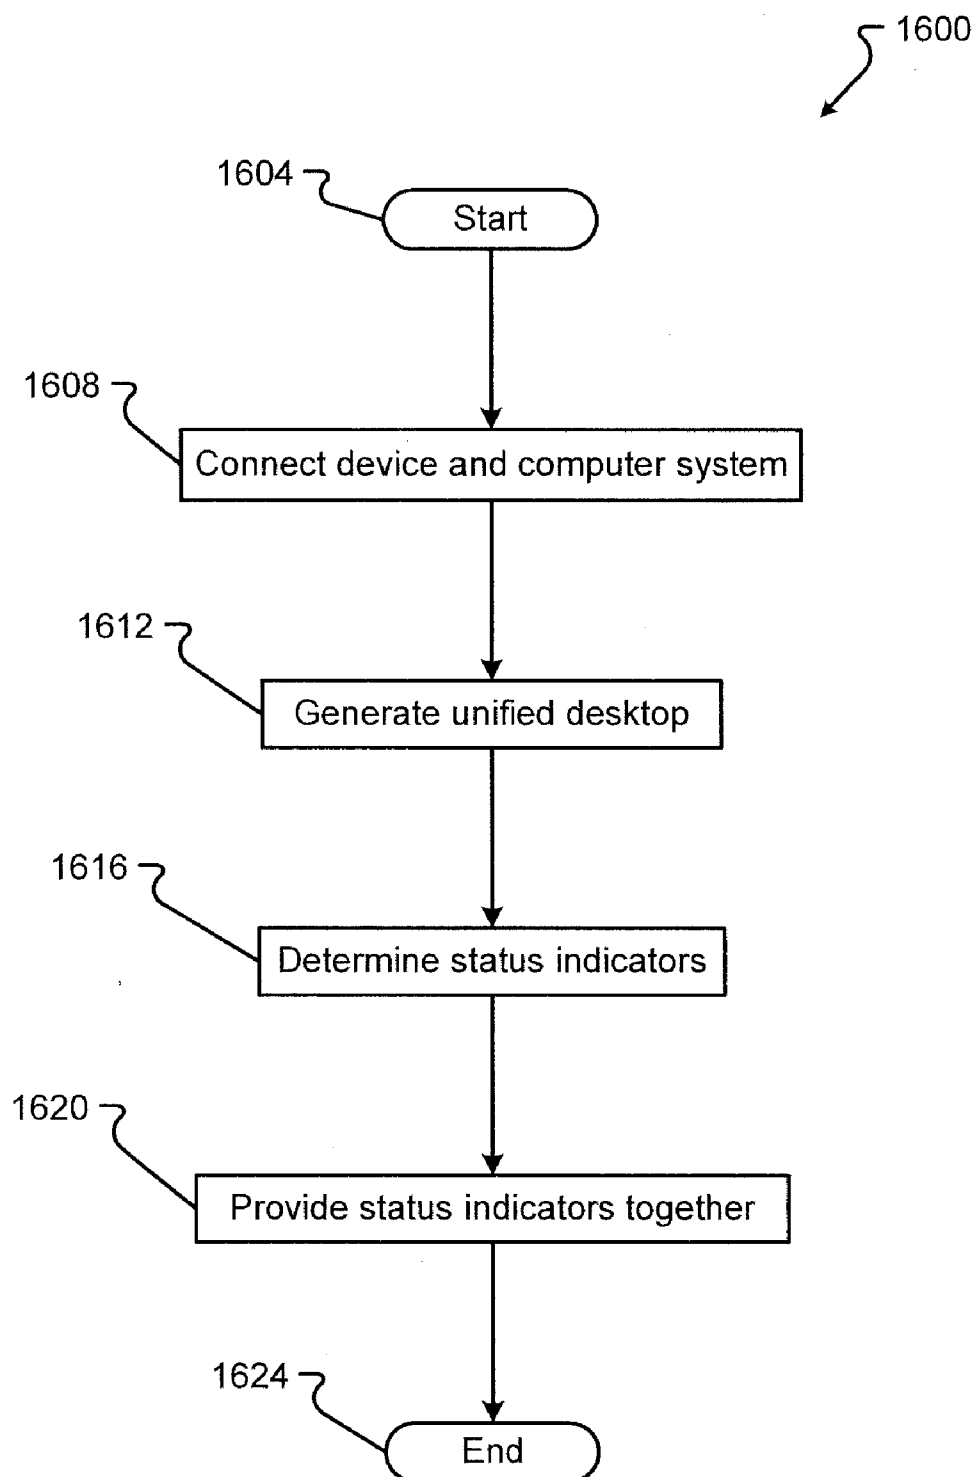 1600
1604
Start
1608
Connect device and computer system
1612
Generate unified desktop
1616
Determine status indicators
1620
Provide status indicators together
1624
End